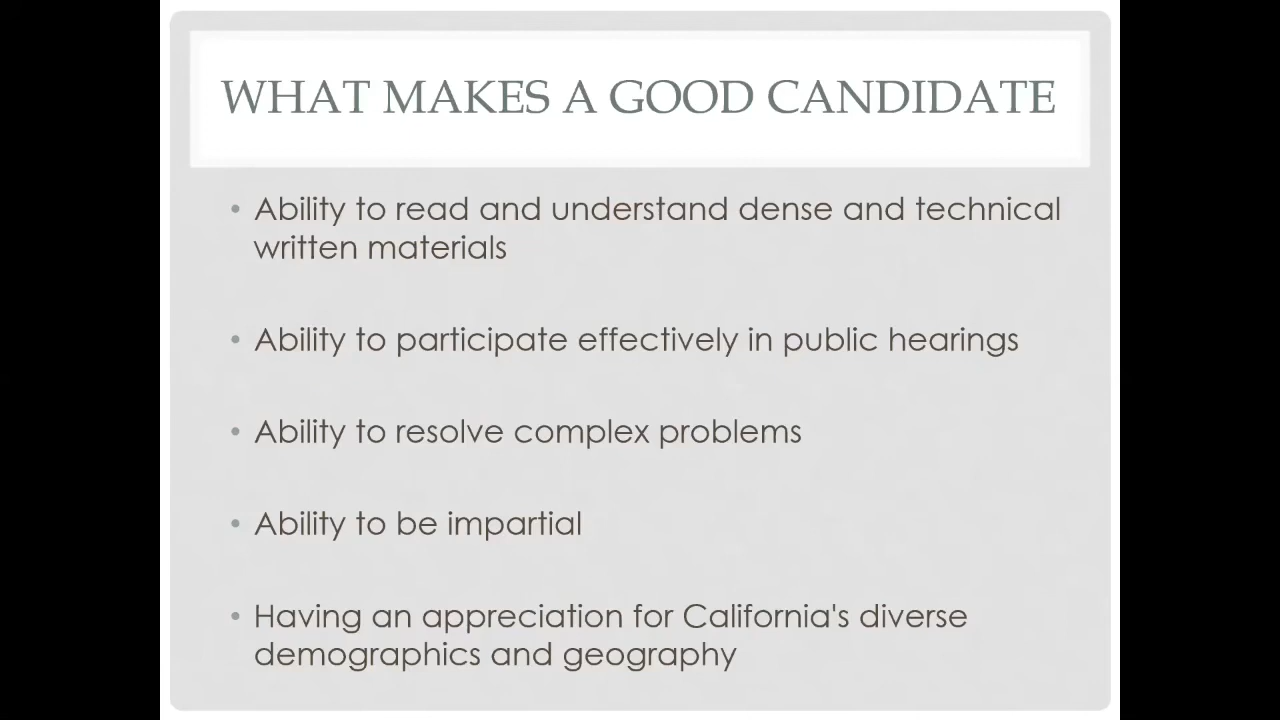 WHAT MAKES A GOOD CANDIDATE
• Ability to read and understand dense and technical
written materials
• Ability to participate effectively in public hearings
• Ability to resolve complex problems
• Ability to be impartial
• Having an appreciation for California's diverse
demographics and geography